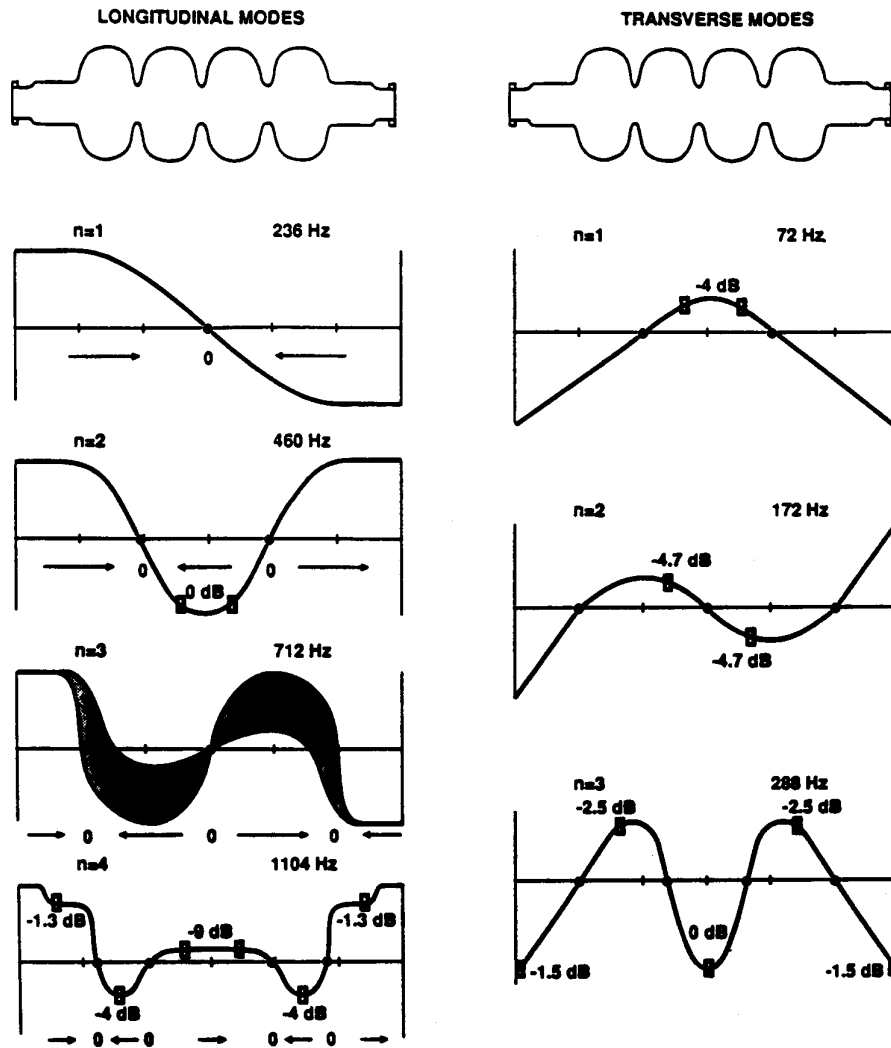 LONGITUDINAL MODES
TRANSVERSE MODES
n=1 236 Hz
0
n=2 460 Hz
0 0
0 dB
n=3 712 Hz
0 0 0
n=4 1104 Hz
-1.3 dB -9 dB -1.3 dB
-4 dB -4 dB
0 0 0 0
n=1 72 Hz
-4 dB
n=2 172 Hz
-4.7 dB
-4.7 dB
n=3 288 Hz
-2.5 dB -2.5 dB
0 dB
-1.5 dB -1.5 dB